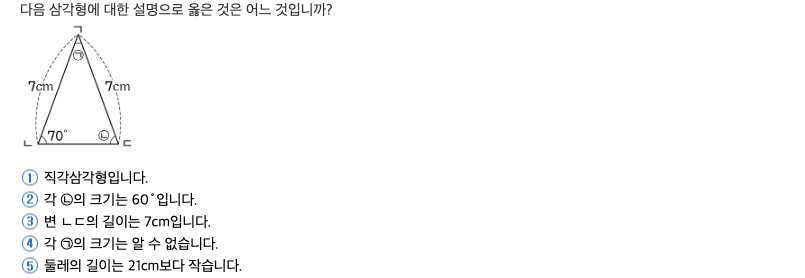 다음 삼각형에 대한 설명으로 옳은 것은 어느 것입니까?
ㄱ
㉠
7cm 7cm
70° ㉡
ㄴ ㄷ
① 직각삼각형입니다.
② 각 ㉡의 크기는 60°입니다.
③ 변 ㄴㄷ의 길이는 7cm입니다.
④ 각 ㉠의 크기는 알 수 없습니다.
⑤ 둘레의 길이는 21cm보다 작습니다.